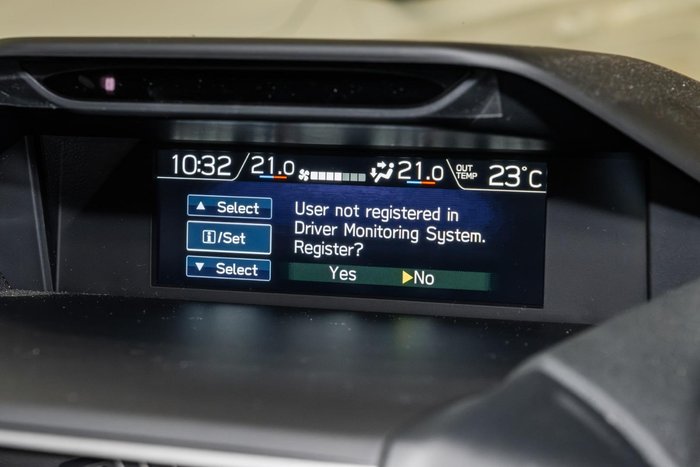 10:32 21.0 21.0 OUT TEMP 23°C
▲ Select
i/Set
▼ Select
User not registered in
Driver Monitoring System.
Register?
Yes ▶No